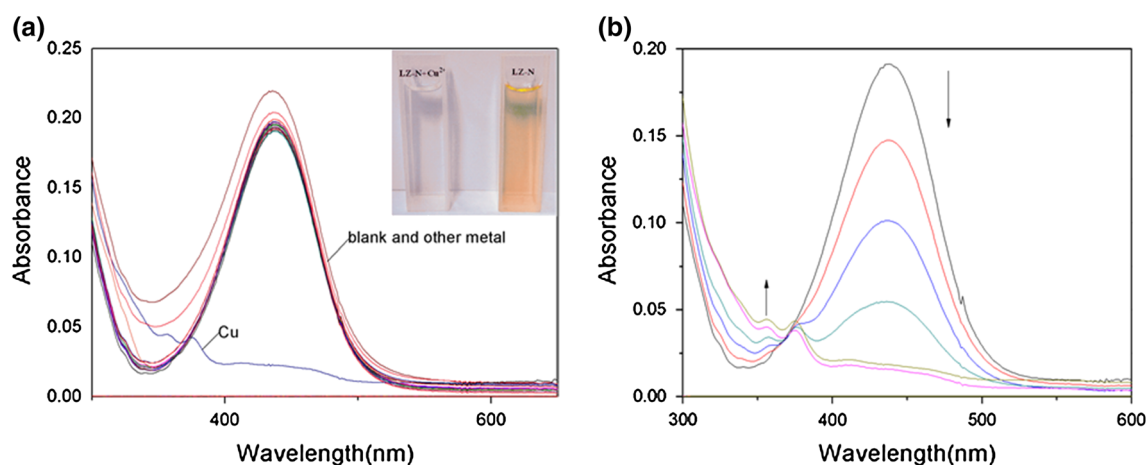 (a)
Absorbance
0.25
0.20
0.15
0.10
0.05
0.00
LZ-N+Cu²⁺
LZ-N
blank and other metal
Cu
400
600
Wavelength(nm)
(b)
Absorbance
0.20
0.15
0.10
0.05
0.00
300
400
500
600
Wavelength(nm)